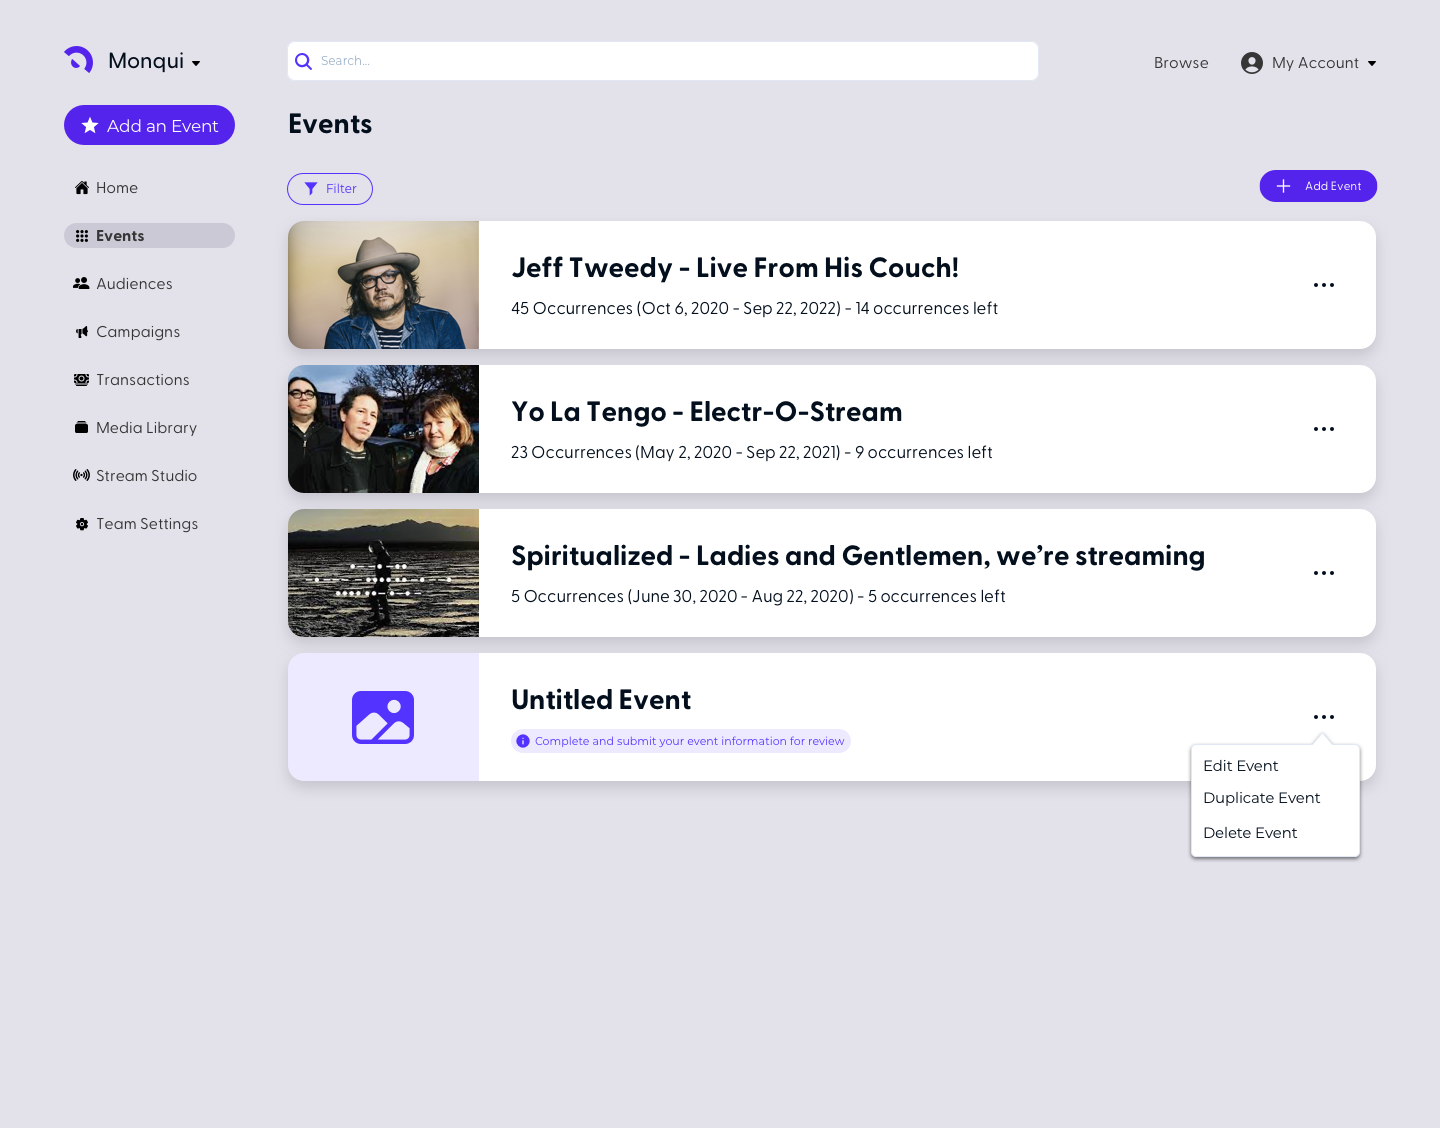 Monqui
Search...
Browse
My Account
Add an Event
Events
Home
Filter
Add Event
Events
Audiences
Campaigns
Transactions
Media Library
Stream Studio
Team Settings
Jeff Tweedy - Live From His Couch!
45 Occurrences (Oct 6, 2020 - Sep 22, 2022) - 14 occurrences left
Yo La Tengo - Electr-O-Stream
23 Occurrences (May 2, 2020 - Sep 22, 2021) - 9 occurrences left
Spiritualized - Ladies and Gentlemen, we’re streaming
5 Occurrences (June 30, 2020 - Aug 22, 2020) - 5 occurrences left
Untitled Event
Complete and submit your event information for review
Edit Event
Duplicate Event
Delete Event